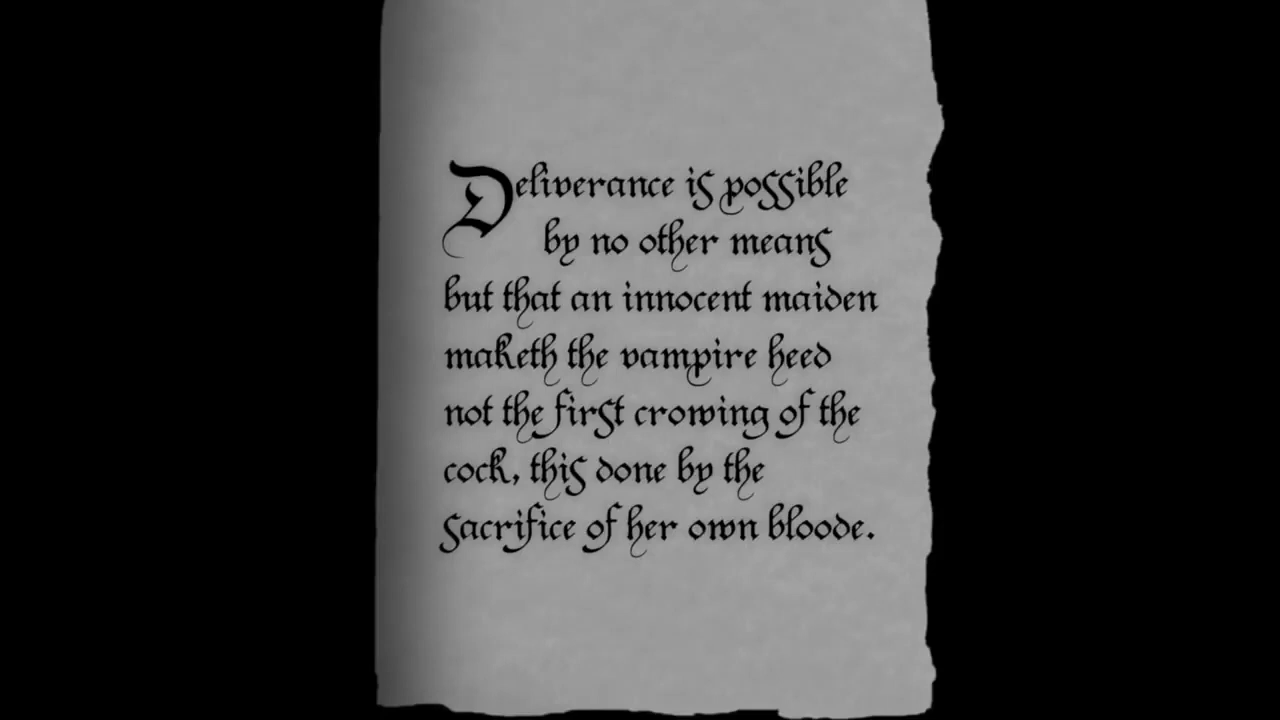 Deliverance is possible
by no other means
but that an innocent maiden
maketh the vampire heed
not the first crowing of the
cock, this done by the
sacrifice of her own bloode.